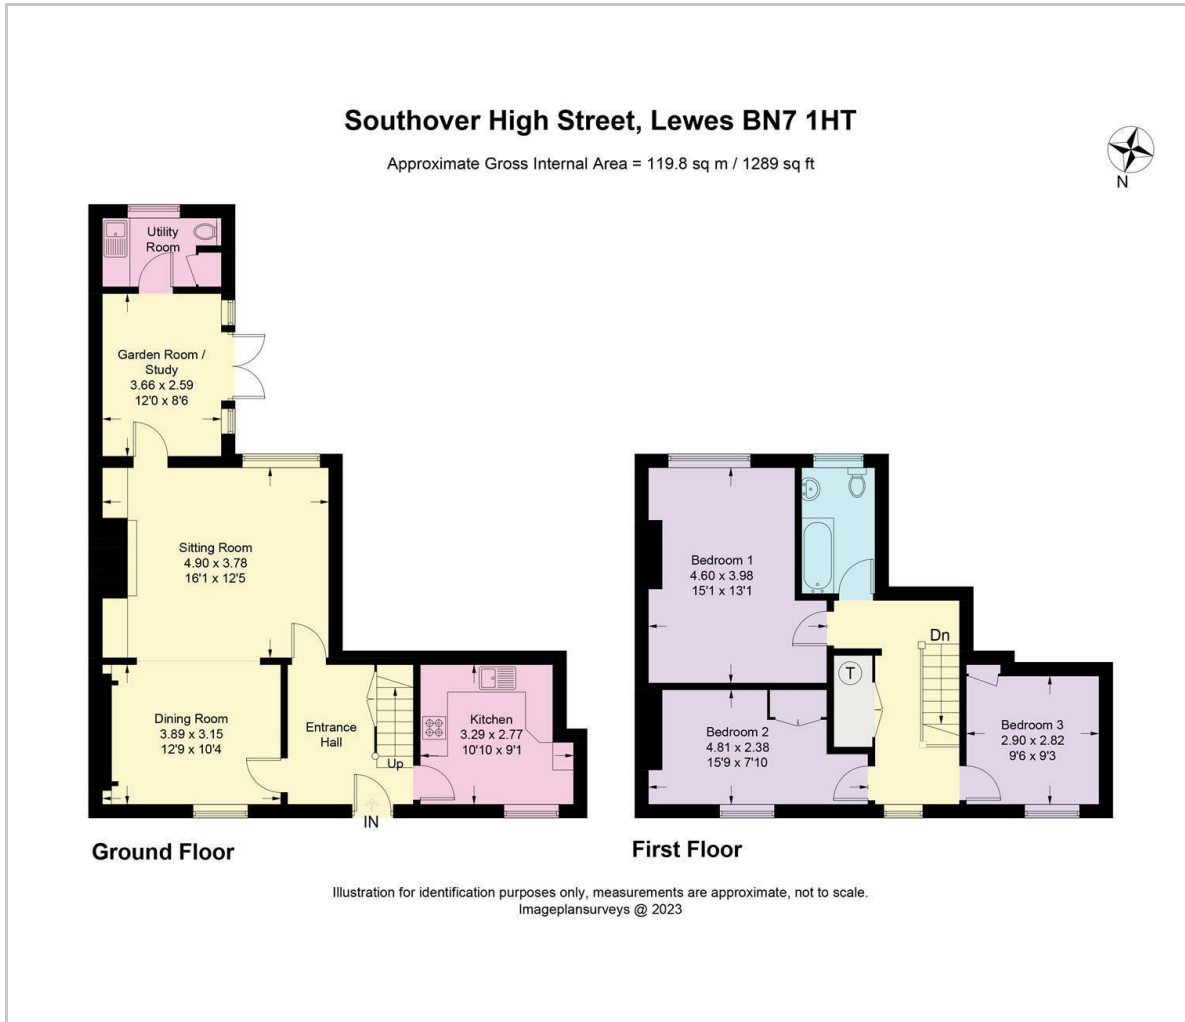 Southover High Street, Lewes BN7 1HT
Approximate Gross Internal Area = 119.8 sq m / 1289 sq ft
N
Utility
Room
Garden Room /
Study
3.66 x 2.59
12'0 x 8'6
Sitting Room
4.90 x 3.78
16'1 x 12'5
Dining Room
3.89 x 3.15
12'9 x 10'4
Entrance
Hall
Up
IN
Kitchen
3.29 x 2.77
10'10 x 9'1
Ground Floor
Bedroom 1
4.60 x 3.98
15'1 x 13'1
Dn
T
Bedroom 2
4.81 x 2.38
15'9 x 7'10
Bedroom 3
2.90 x 2.82
9'6 x 9'3
First Floor
Illustration for identification purposes only, measurements are approximate, not to scale.
Imageplansurveys @ 2023